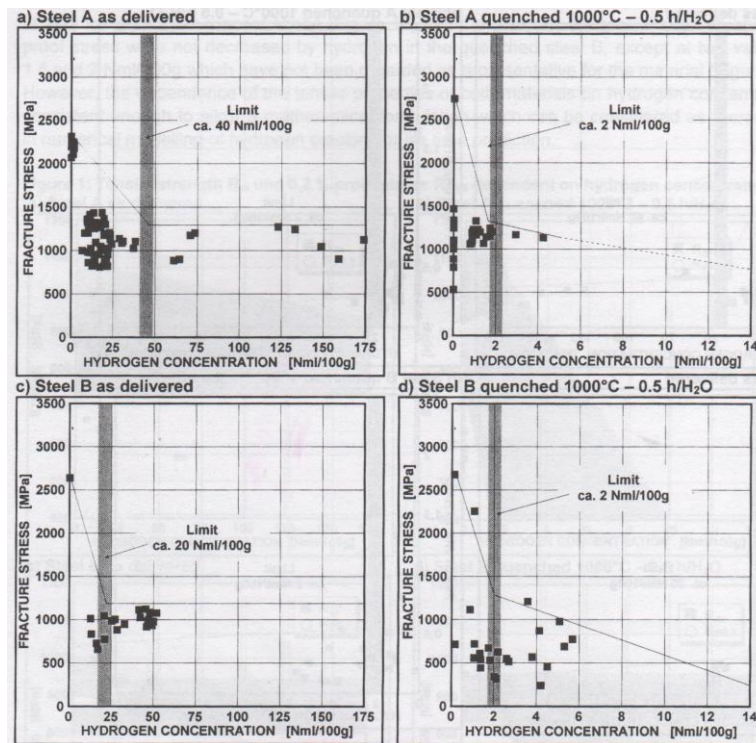 a) Steel A as delivered
FRACTURE STRESS [MPa]
3500
3000
2500
2000
1500
1000
500
0
Limit
ca. 40 Nml/100g
0 25 50 75 100 125 150 175
HYDROGEN CONCENTRATION [Nml/100g]
b) Steel A quenched 1000°C – 0.5 h/H2O
FRACTURE STRESS [MPa]
3500
3000
2500
2000
1500
1000
500
0
Limit
ca. 2 Nml/100g
0 2 4 6 8 10 12 14
HYDROGEN CONCENTRATION [Nml/100g]
c) Steel B as delivered
FRACTURE STRESS [MPa]
3500
3000
2500
2000
1500
1000
500
0
Limit
ca. 20 Nml/100g
0 25 50 75 100 125 150 175
HYDROGEN CONCENTRATION [Nml/100g]
d) Steel B quenched 1000°C – 0.5 h/H2O
FRACTURE STRESS [MPa]
3500
3000
2500
2000
1500
1000
500
0
Limit
ca. 2 Nml/100g
0 2 4 6 8 10 12 14
HYDROGEN CONCENTRATION [Nml/100g]